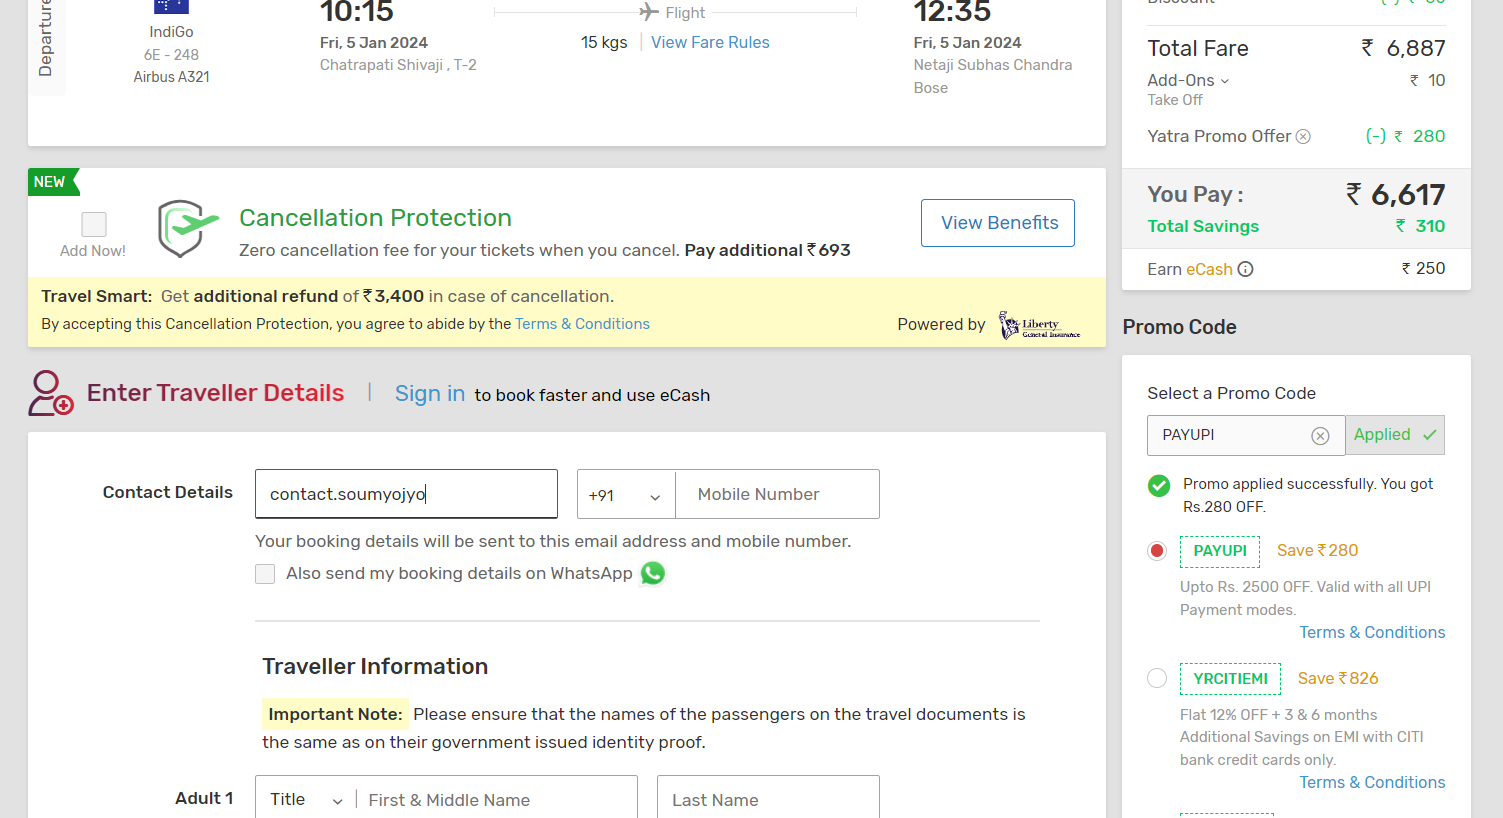 Departure
10:15
Flight
12:35
IndiGo
6E - 248
Airbus A321
Fri, 5 Jan 2024
15 kgs
View Fare Rules
Fri, 5 Jan 2024
Chatrapati Shivaji , T-2
Netaji Subhas Chandra
Bose
NEW
Add Now!
Cancellation Protection
Zero cancellation fee for your tickets when you cancel. Pay additional ₹693
View Benefits
Travel Smart: Get additional refund of ₹3,400 in case of cancellation.
By accepting this Cancellation Protection, you agree to abide by the Terms & Conditions
Powered by
Liberty
General Insurance
Enter Traveller Details | Sign in to book faster and use eCash
Contact Details
contact.soumyojyo
+91
Mobile Number
Your booking details will be sent to this email address and mobile number.
Also send my booking details on WhatsApp
Traveller Information
Important Note: Please ensure that the names of the passengers on the travel documents is
the same as on their government issued identity proof.
Adult 1
Title
First & Middle Name
Last Name
Total Fare ₹ 6,887
Add-Ons ₹ 10
Take Off
Yatra Promo Offer (-) ₹ 280
You Pay : ₹ 6,617
Total Savings ₹ 310
Earn eCash ₹ 250
Promo Code
Select a Promo Code
PAYUPI
Applied
Promo applied successfully. You got
Rs.280 OFF.
PAYUPI Save ₹280
Upto Rs. 2500 OFF. Valid with all UPI
Payment modes.
Terms & Conditions
YRCITIEMI Save ₹826
Flat 12% OFF + 3 & 6 months
Additional Savings on EMI with CITI
bank credit cards only.
Terms & Conditions